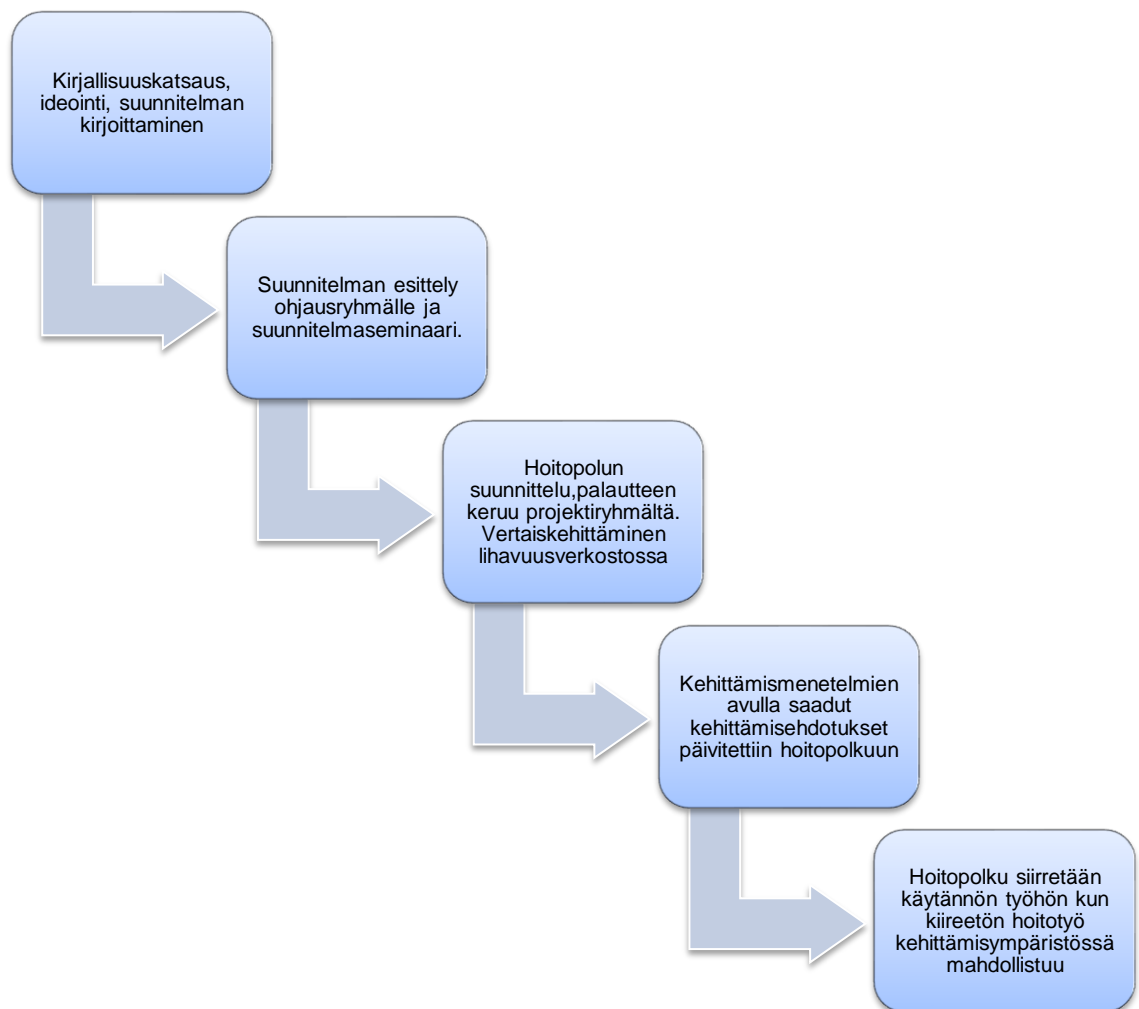 Kirjallisuuskatsaus,
ideointi, suunnitelman
kirjoittaminen
Suunnitelman esittely
ohjausryhmälle ja
suunnitelmaseminaari.
Hoitopolun
suunnittelu,palautteen
keruu projektiryhmältä.
Vertaiskehittäminen
lihavuusverkostossa
Kehittämismenetelmien
avulla saadut
kehittämisehdotukset
päivitettiin hoitopolkuun
Hoitopolku siirretään
käytännön työhön kun
kiireetön hoitotyö
kehittämisympäristössä
mahdollistuu